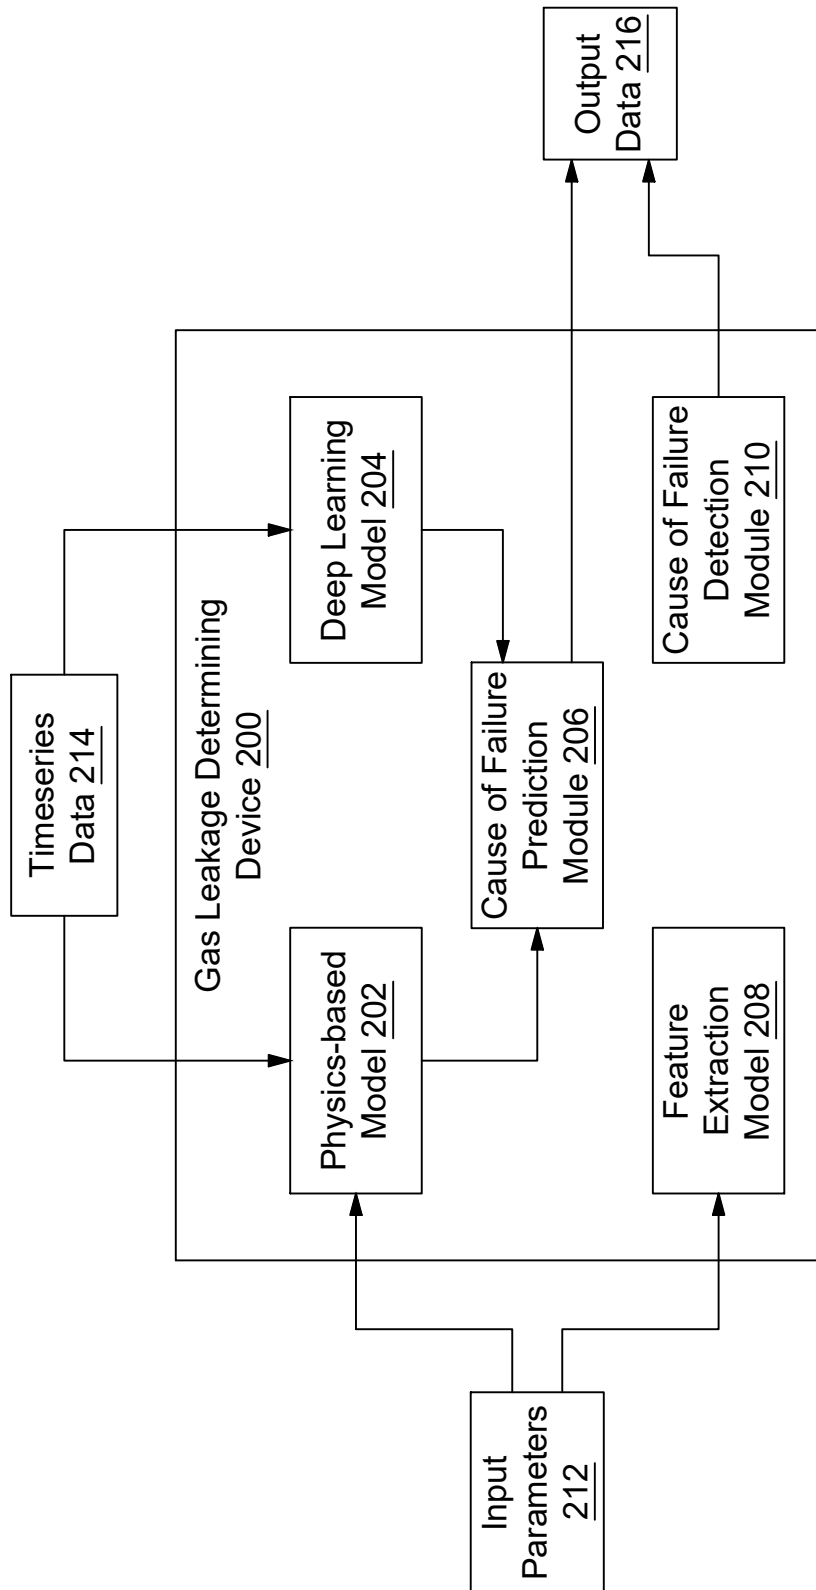 Timeseries
Data 214
Gas Leakage Determining
Device 200
Physics-based
Model 202
Deep Learning
Model 204
Input
Parameters
212
Cause of Failure
Prediction
Module 206
Output
Data 216
Feature
Extraction
Model 208
Cause of Failure
Detection
Module 210